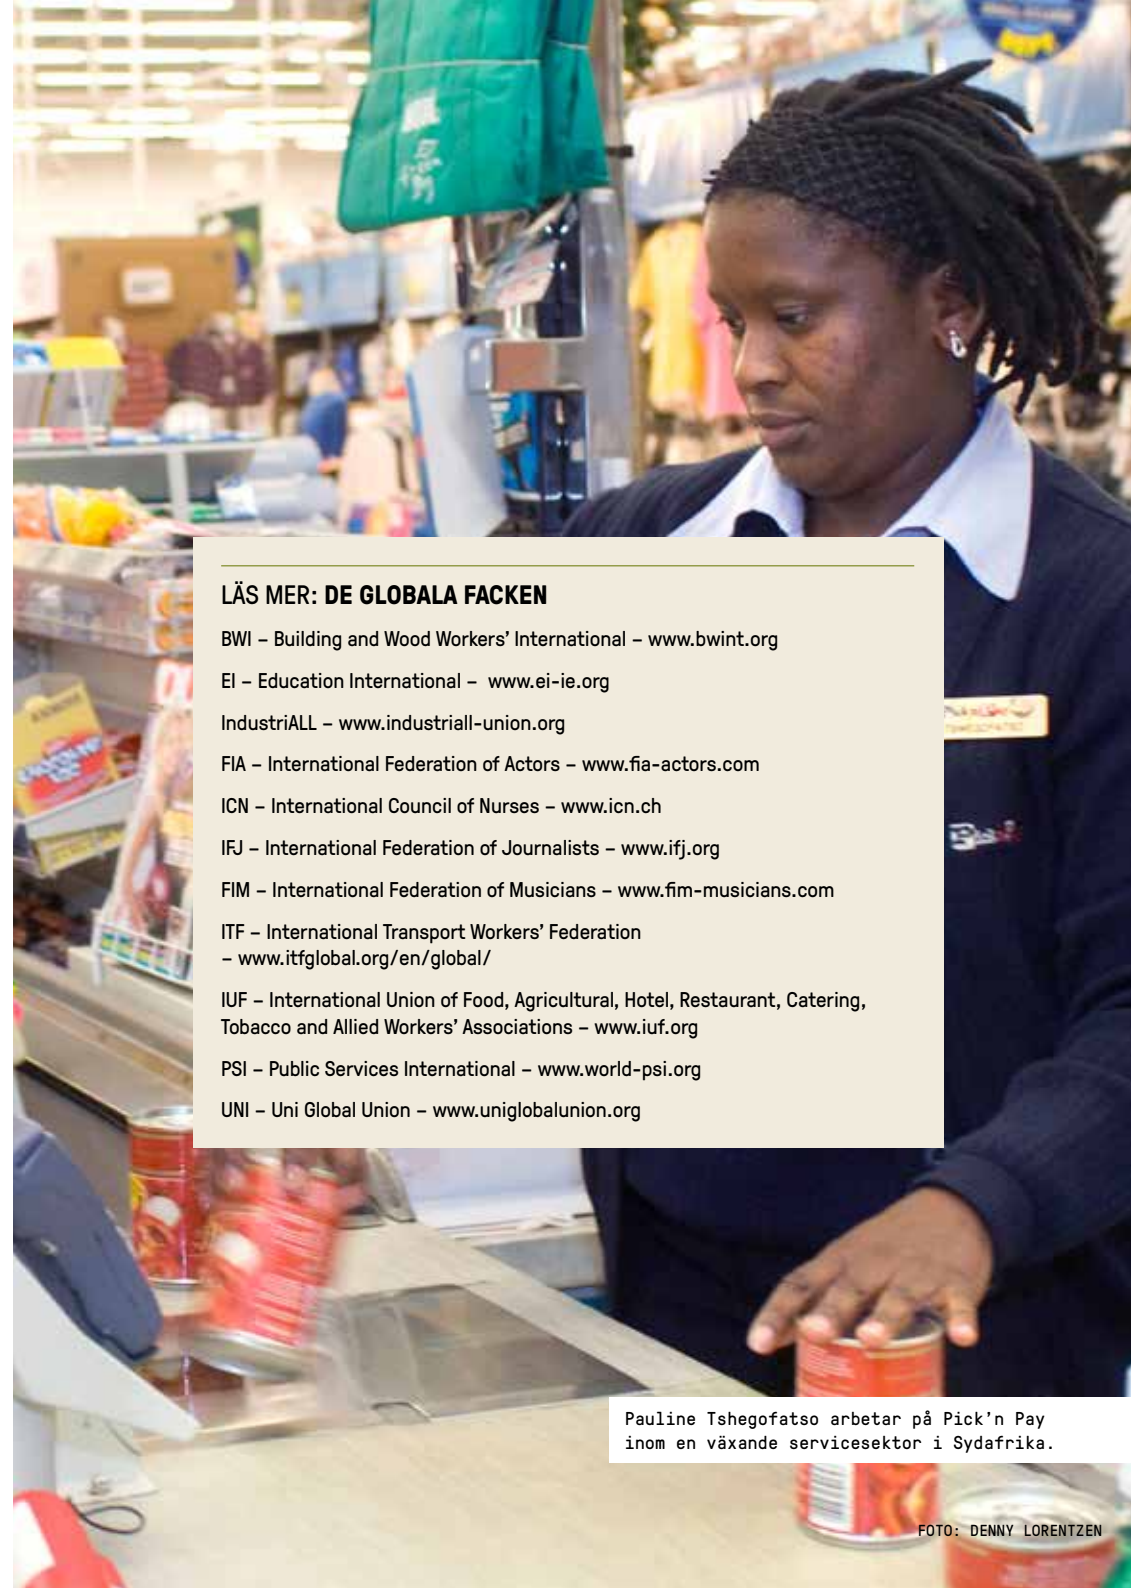 LÄS MER: DE GLOBALA FACKEN
BWI – Building and Wood Workers’ International – www.bwint.org
EI – Education International – www.ei-ie.org
IndustriALL – www.industriall-union.org
FIA – International Federation of Actors – www.fia-actors.com
ICN – International Council of Nurses – www.icn.ch
IFJ – International Federation of Journalists – www.ifj.org
FIM – International Federation of Musicians – www.fim-musicians.com
ITF – International Transport Workers’ Federation
– www.itfglobal.org/en/global/
IUF – International Union of Food, Agricultural, Hotel, Restaurant, Catering,
Tobacco and Allied Workers’ Associations – www.iuf.org
PSI – Public Services International – www.world-psi.org
UNI – Uni Global Union – www.uniglobalunion.org
Pauline Tshegofatso arbetar på Pick’n Pay
inom en växande servicesektor i Sydafrika.
FOTO: DENNY LORENTZEN